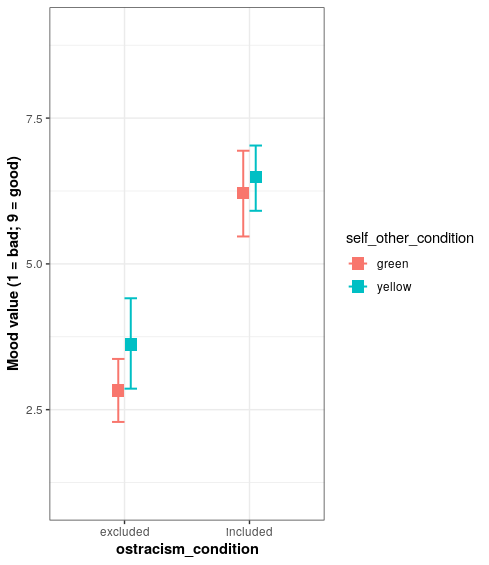 Mood value (1 = bad; 9 = good)
7.5
5.0
2.5
excluded
included
ostracism_condition
self_other_condition
green
yellow